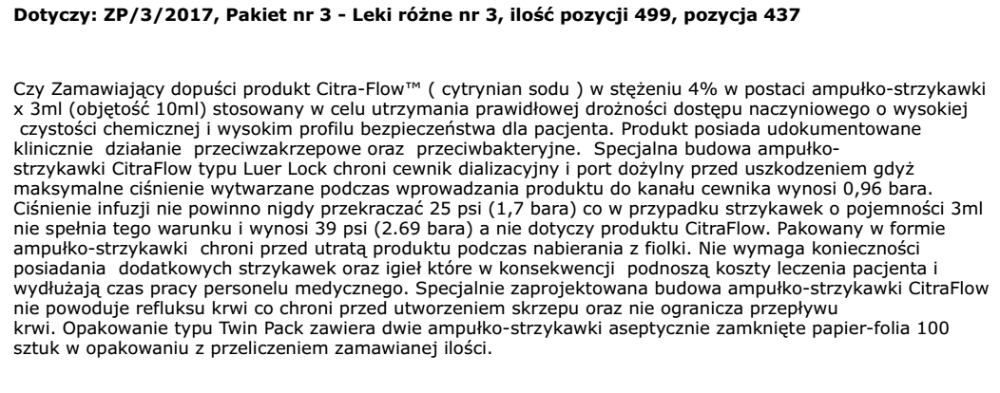 Dotyczy: ZP/3/2017, Pakiet nr 3 - Leki różne nr 3, ilość pozycji 499, pozycja 437
Czy Zamawiający dopuści produkt Citra-Flow™ ( cytrynian sodu ) w stężeniu 4% w postaci ampułko-strzykawki
x 3ml (objętość 10ml) stosowany w celu utrzymania prawidłowej drożności dostępu naczyniowego o wysokiej
czystości chemicznej i wysokim profilu bezpieczeństwa dla pacjenta. Produkt posiada udokumentowane
klinicznie działanie przeciwzakrzepowe oraz przeciwbakteryjne. Specjalna budowa ampułko-
strzykawki CitraFlow typu Luer Lock chroni cewnik dializacyjny i port dożylny przed uszkodzeniem gdyż
maksymalne ciśnienie wytwarzane podczas wprowadzania produktu do kanału cewnika wynosi 0,96 bara.
Ciśnienie infuzji nie powinno nigdy przekraczać 25 psi (1,7 bara) co w przypadku strzykawek o pojemności 3ml
nie spełnia tego warunku i wynosi 39 psi (2.69 bara) a nie dotyczy produktu CitraFlow. Pakowany w formie
ampułko-strzykawki chroni przed utratą produktu podczas nabierania z fiolki. Nie wymaga konieczności
posiadania dodatkowych strzykawek oraz igieł które w konsekwencji podnoszą koszty leczenia pacjenta i
wydłużają czas pracy personelu medycznego. Specjalnie zaprojektowana budowa ampułko-strzykawki CitraFlow
nie powoduje refluksu krwi co chroni przed utworzeniem skrzepu oraz nie ogranicza przepływu
krwi. Opakowanie typu Twin Pack zawiera dwie ampułko-strzykawki aseptycznie zamknięte papier-folia 100
sztuk w opakowaniu z przeliczeniem zamawianej ilości.